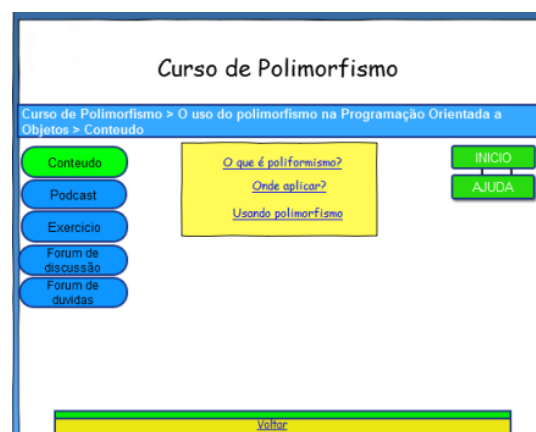 Curso de Polimorfismo
Curso de Polimorfismo > O uso do polimorfismo na Programação Orientada a
Objetos > Conteudo
Conteudo
Podcast
Exercicio
Forum de
discussão
Forum de
duvidas
O que é poliformismo?
Onde aplicar?
Usando polimorfismo
INICIO
AJUDA
Voltar